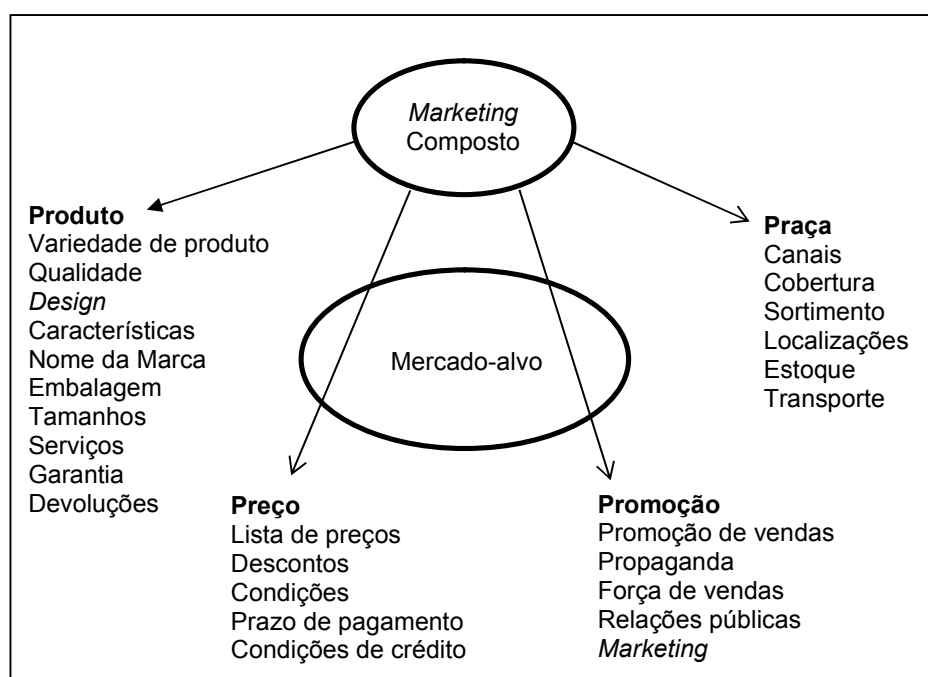 Marketing
Composto
Produto
Variedade de produto
Qualidade
Design
Características
Nome da Marca
Embalagem
Tamanhos
Serviços
Garantia
Devoluções
Mercado-alvo
Praça
Canais
Cobertura
Sortimento
Localizações
Estoque
Transporte
Preço
Lista de preços
Descontos
Condições
Prazo de pagamento
Condições de crédito
Promoção
Promoção de vendas
Propaganda
Força de vendas
Relações públicas
Marketing